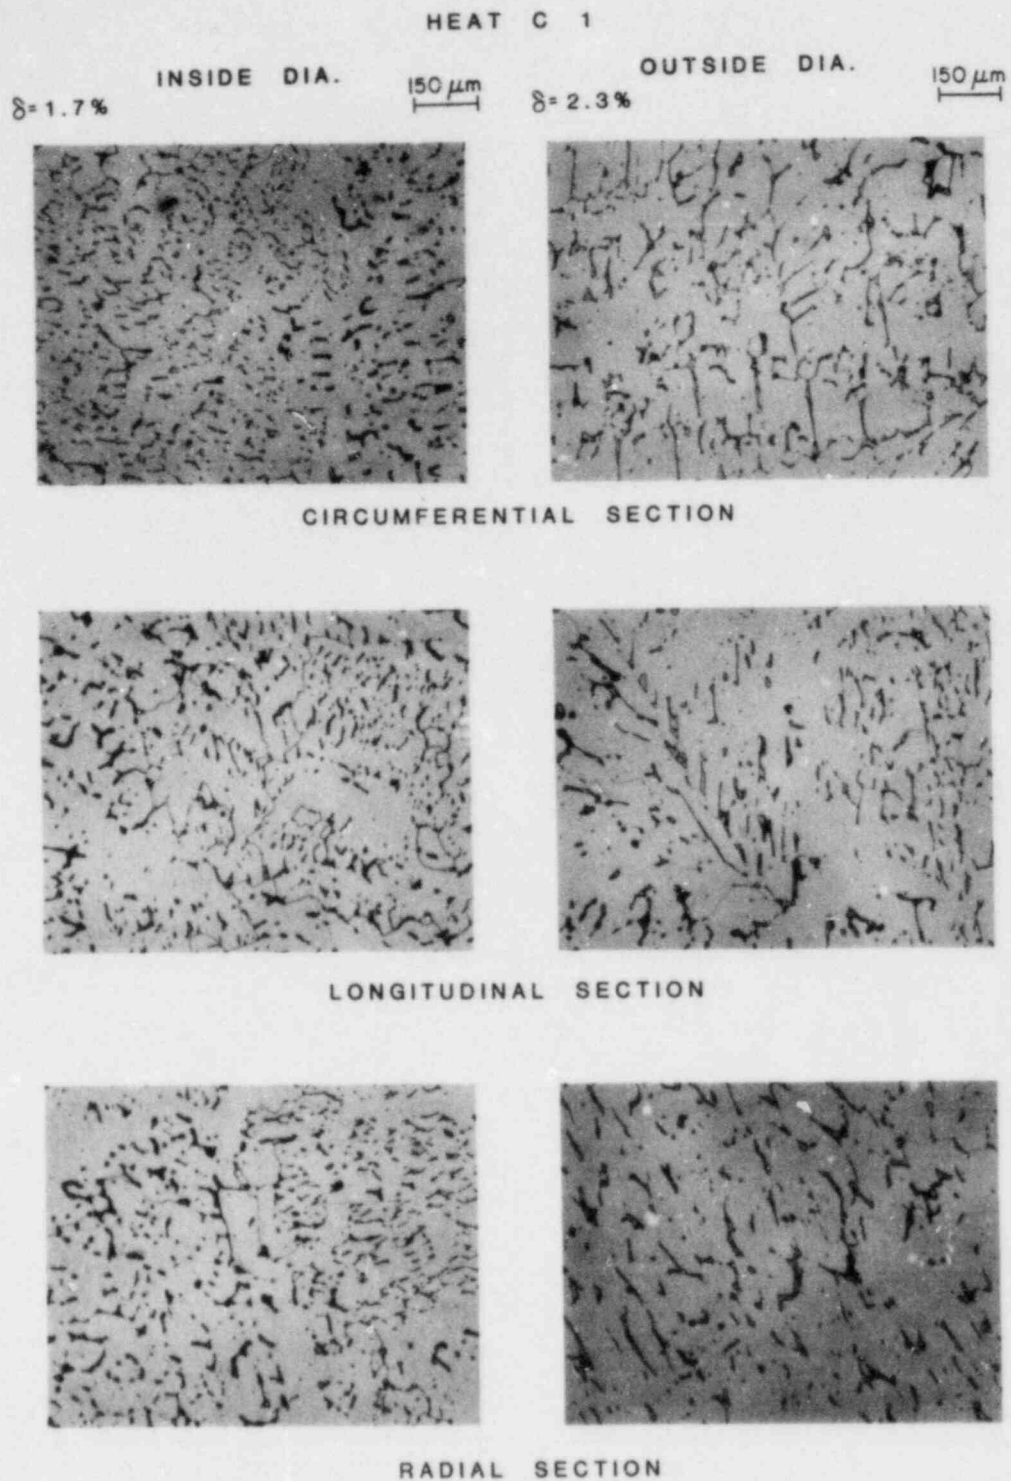 HEAT C 1
INSIDE DIA.
150 μm
δ= 1.7%
OUTSIDE DIA.
150 μm
δ= 2.3%
CIRCUMFERENTIAL SECTION
LONGITUDINAL SECTION
RADIAL SECTION